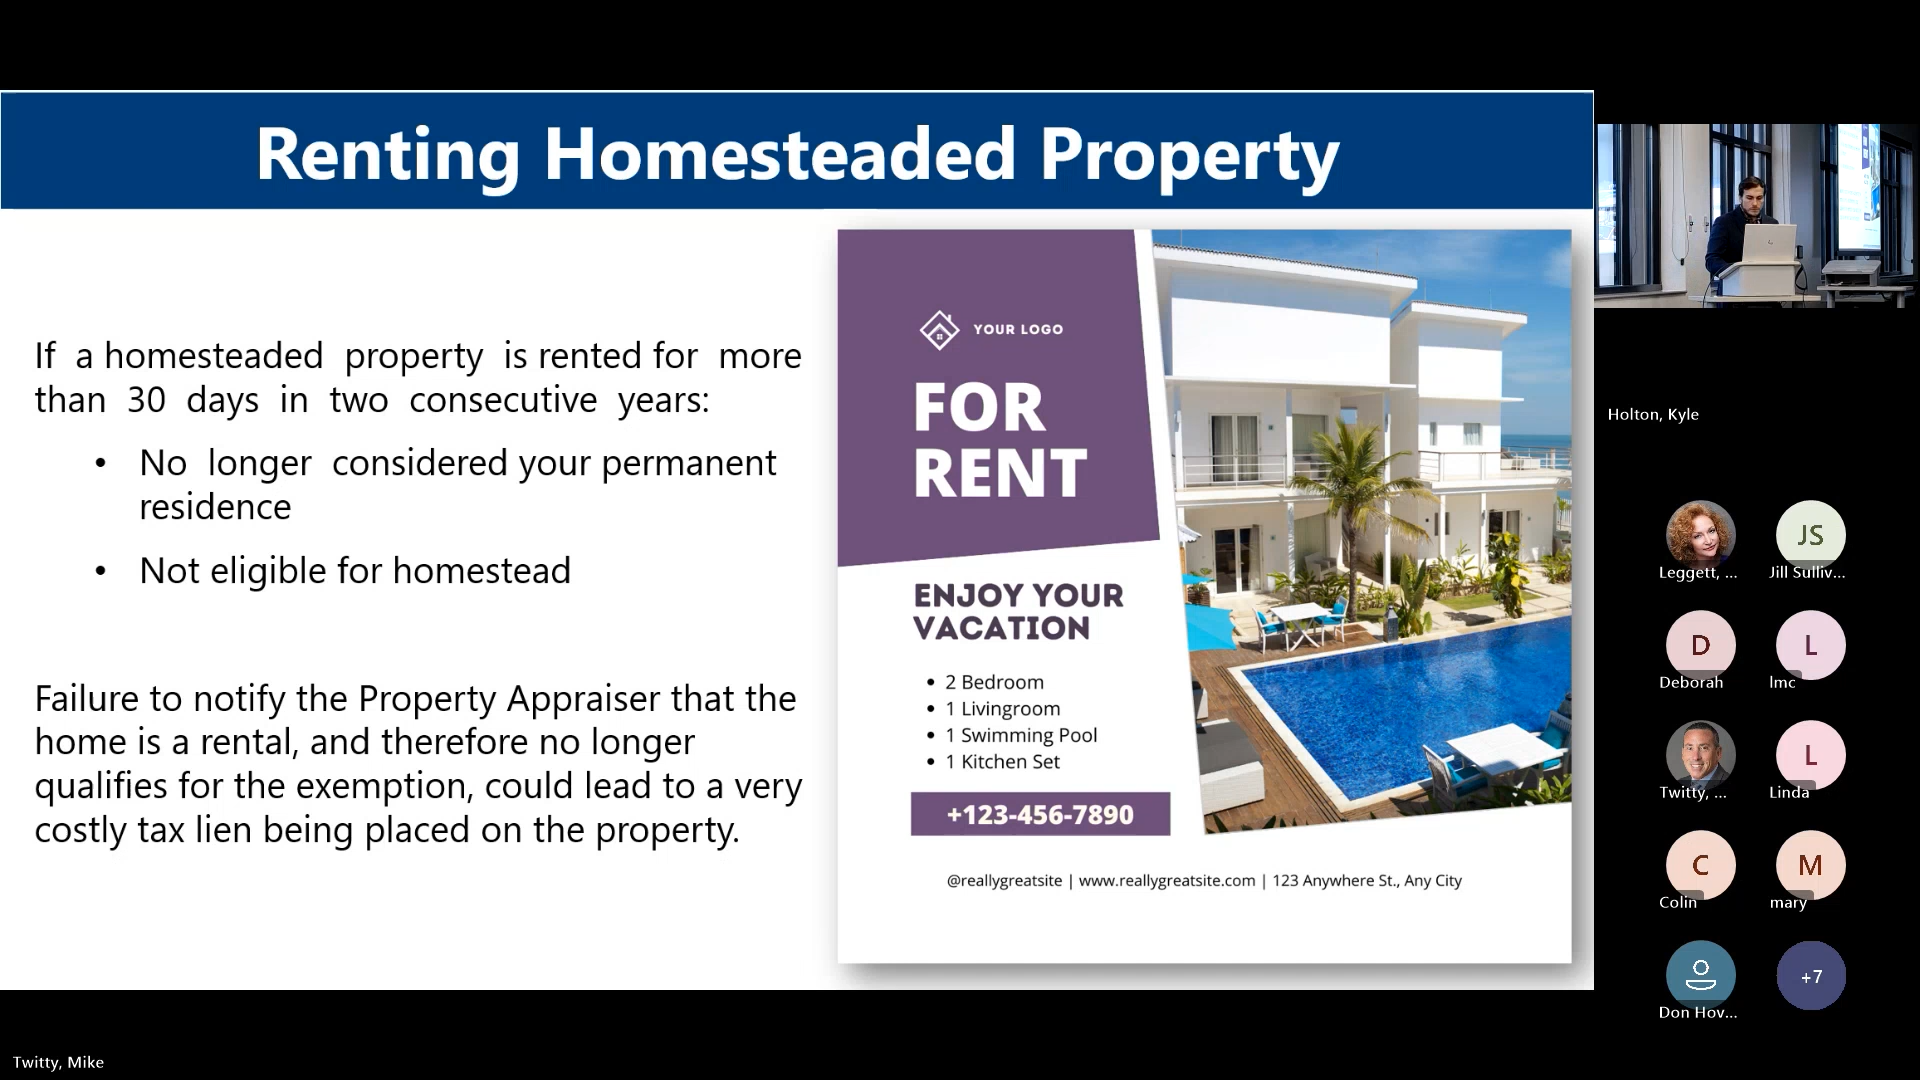 Renting Homesteaded Property
If a homesteaded property is rented for more
than 30 days in two consecutive years:
• No longer considered your permanent
residence
• Not eligible for homestead
Failure to notify the Property Appraiser that the
home is a rental, and therefore no longer
qualifies for the exemption, could lead to a very
costly tax lien being placed on the property.
YOUR LOGO
FOR
RENT
ENJOY YOUR
VACATION
• 2 Bedroom
• 1 Livingroom
• 1 Swimming Pool
• 1 Kitchen Set
+123-456-7890
@reallygreatsite | www.reallygreatsite.com | 123 Anywhere St., Any City
Holton, Kyle
JS
Leggett, ...
Jill Sulliv...
D
L
Deborah
lmc
L
Twitty, ...
Linda
C
M
Colin
mary
+7
Don Hov...
Twitty, Mike